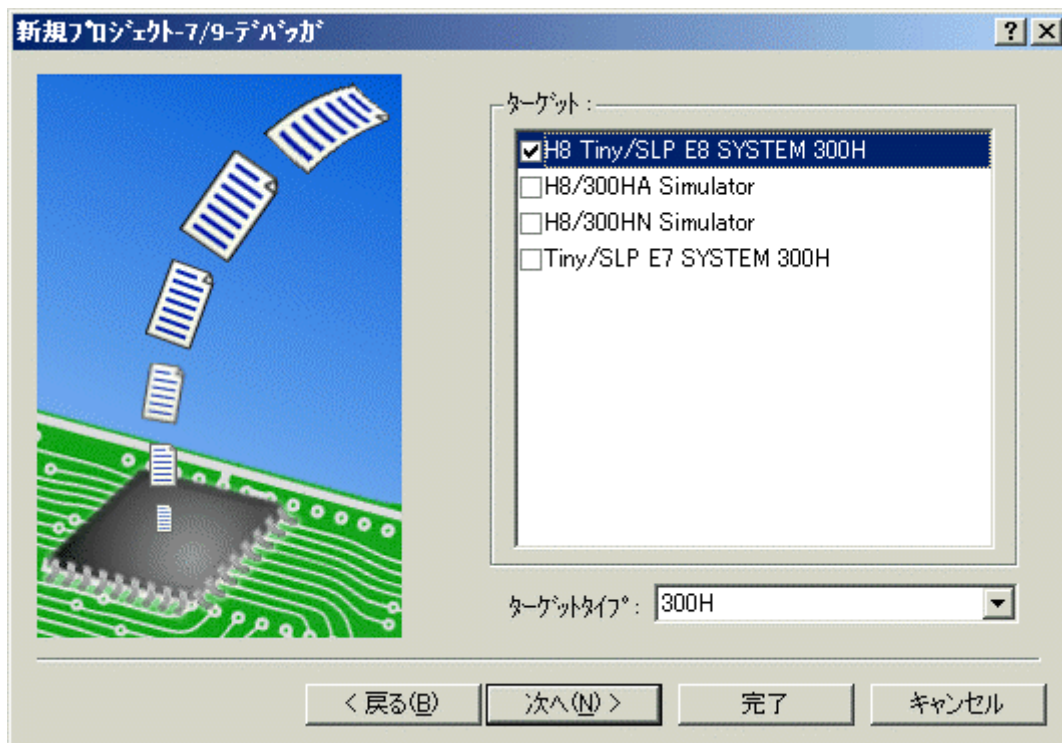 新規ﾌﾟﾛｼﾞｪｸﾄ-7/9-ﾃﾞﾊﾞｯｶﾞ
ﾀｰｹﾞｯﾄ :
H8 Tiny/SLP E8 SYSTEM 300H
H8/300HA Simulator
H8/300HN Simulator
Tiny/SLP E7 SYSTEM 300H
ﾀｰｹﾞｯﾄﾀｲﾌﾟ : 300H
< 戻る(B) 次へ(N) > 完了 キャンセル